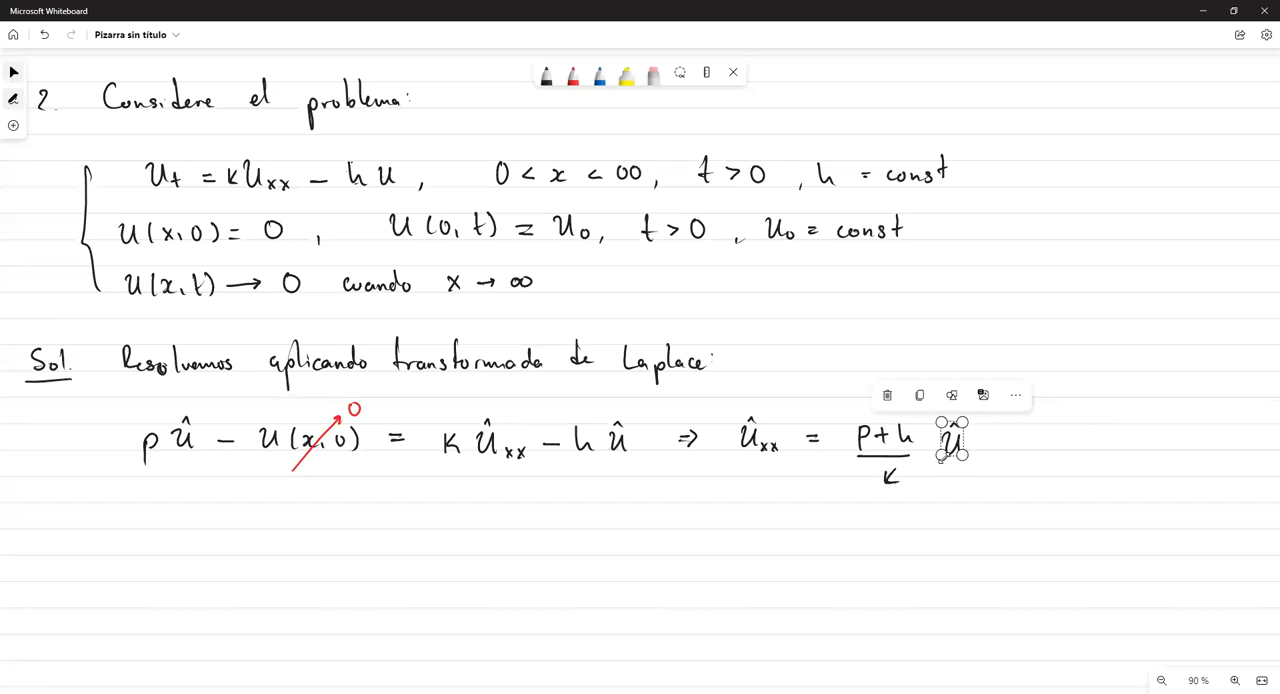 Microsoft Whiteboard
Pizarra sin título
2. Considere el problema:
u_t = k u_xx - h u, 0 < x < ∞, t > 0, h = const
u(x,0) = 0, u(0,t) = u_0, t > 0, u_0 = const
u(x,t) → 0 cuando x → ∞
Sol. Resolvemos aplicando transformada de Laplace:
p û - u(x,0) = k û_xx - h û ⇒ û_xx = (p+h)/k û
0
90 %